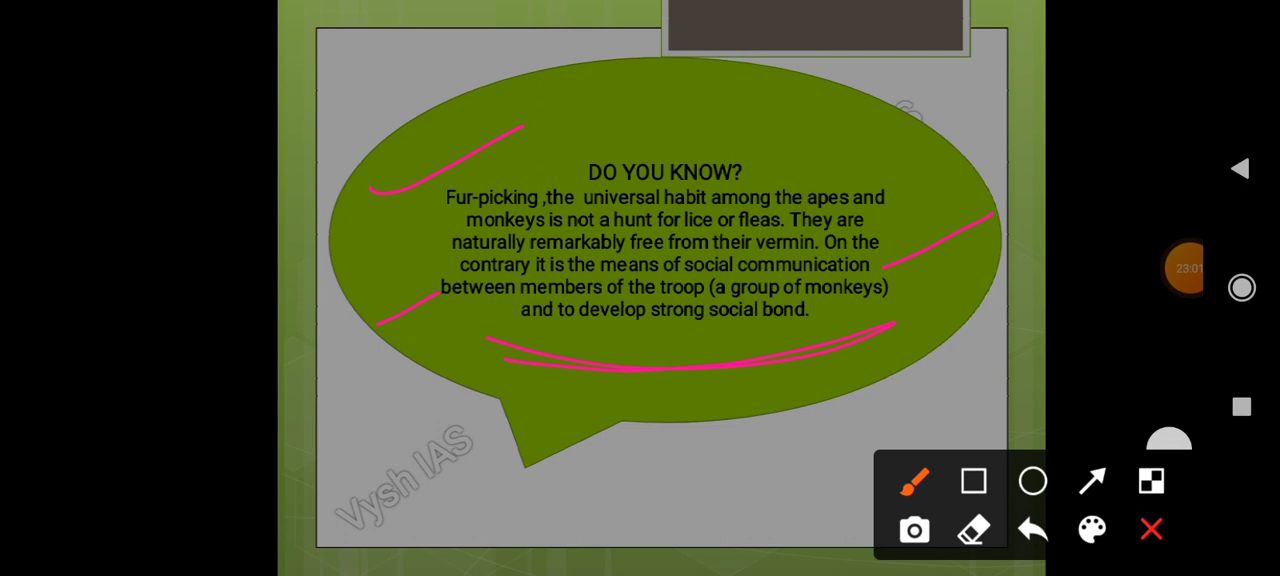 DO YOU KNOW?
Fur-picking ,the universal habit among the apes and
monkeys is not a hunt for lice or fleas. They are
naturally remarkably free from their vermin. On the
contrary it is the means of social communication
between members of the troop (a group of monkeys)
and to develop strong social bond.
23:01
Vysh IAS